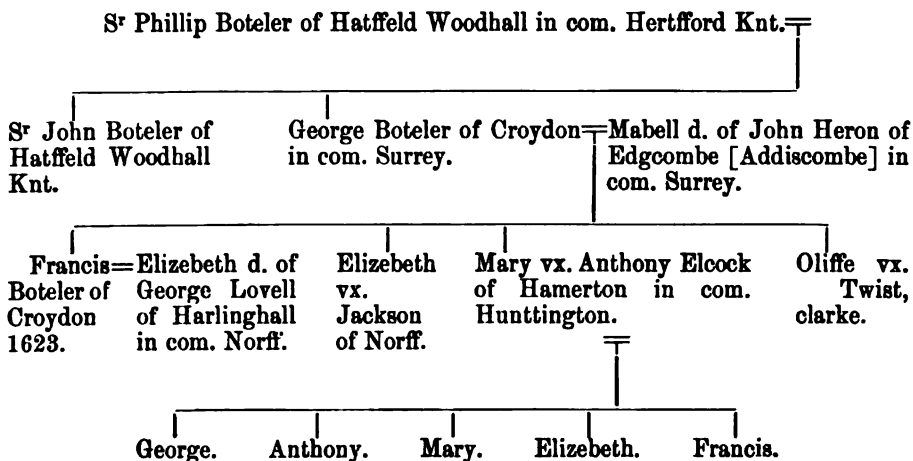 Sʳ Phillip Boteler of Hatffeld Woodhall in com. Hertfford Knt.
Sʳ John Boteler of
Hatffeld Woodhall
Knt.
George Boteler of Croydon=Mabell d. of John Heron of
in com. Surrey.
Edgcombe [Addiscombe] in
com. Surrey.
Francis=Elizebeth d. of
Boteler of
Croydon
1623.
George Lovell
of Harlinghall
in com. Norff.
Elizebeth
vx.
Jackson
of Norff.
Mary vx. Anthony Elcock
of Hamerton in com.
Hunttington.
Oliffe vx.
Twist,
clarke.
George. Anthony. Mary. Elizebeth. Francis.